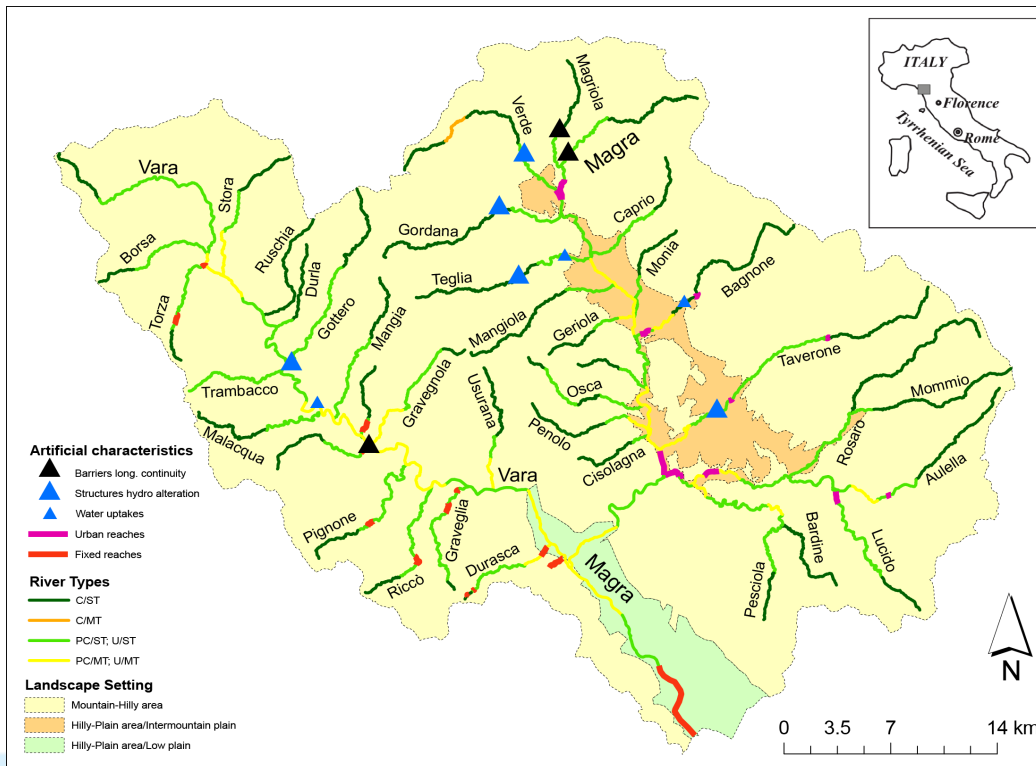 ITALY
Florence
Rome
Tyrrhenian Sea
Magriola
Verde
Magra
Vara
Stora
Borsa
Ruschia
Durla
Torza
Gottero
Mangia
Gordana
Caprio
Teglia
Monia
Bagnone
Mangiola
Geriola
Taverone
Trambacco
Gravegnola
Usurana
Osca
Mommio
Malacqua
Penolo
Cisolagna
Rosaro
Aulella
Vara
Pignone
Graveglia
Riccò
Durasca
Magra
Pesciola
Bardine
Lucido
Artificial characteristics
Barriers long. continuity
Structures hydro alteration
Water uptakes
Urban reaches
Fixed reaches
River Types
C/ST
C/MT
PC/ST; U/ST
PC/MT; U/MT
Landscape Setting
Mountain-Hilly area
Hilly-Plain area/Intermountain plain
Hilly-Plain area/Low plain
N
0 3.5 7 14 km